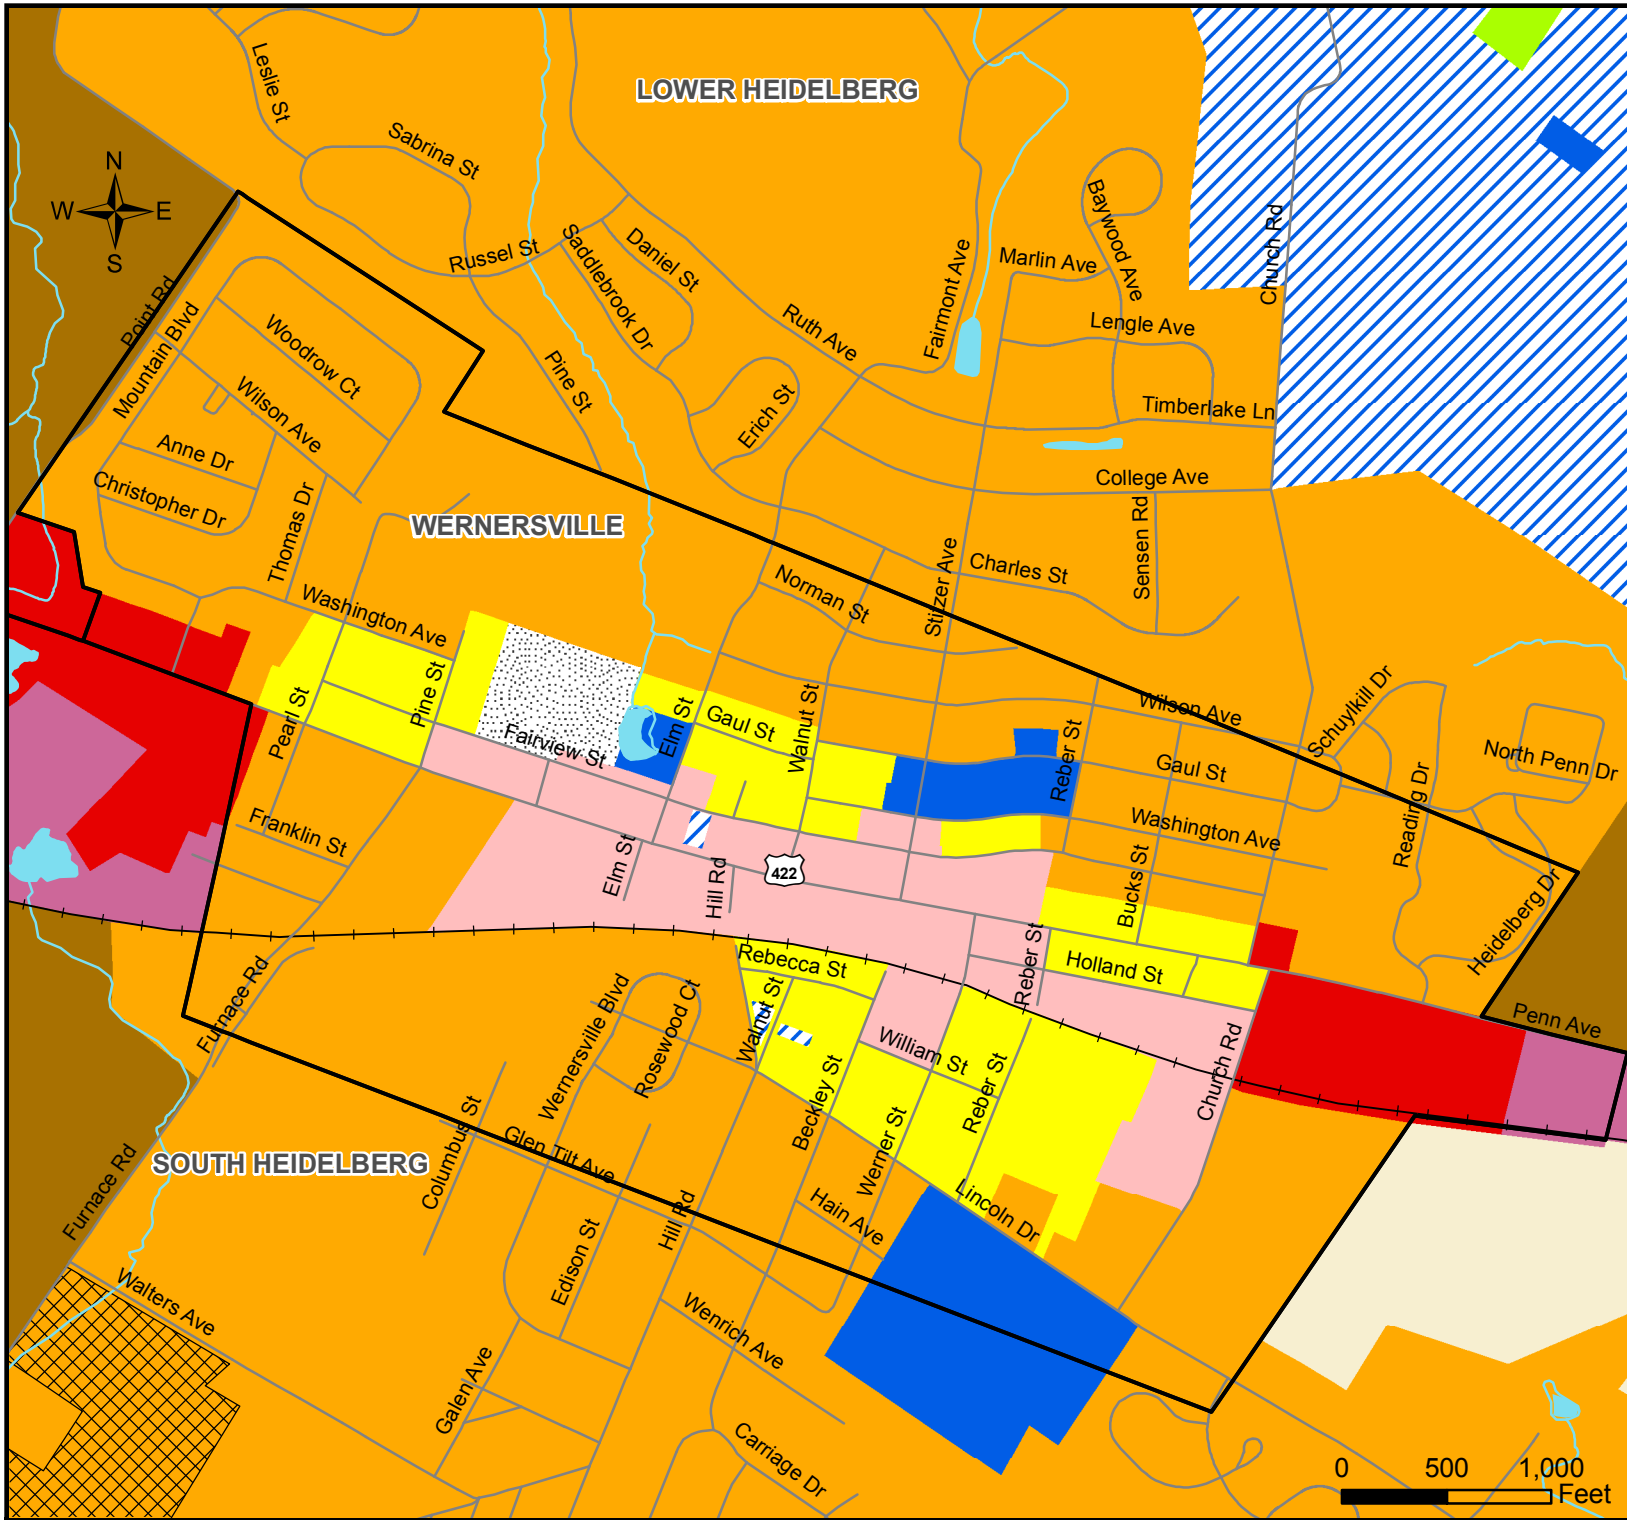 LOWER HEIDELBERG
Leslie St
Sabrina St
N
W
E
S
Russel St
Saddlebrook Dr
Daniel St
Ruth Ave
Fairmont Ave
Marlin Ave
Baywood Ave
Church Rd
Lengle Ave
Timberlake Ln
College Ave
Point Rd
Mountain Blvd
Woodrow Ct
Wilson Ave
Anne Dr
Christopher Dr
Thomas Dr
Pine St
Erich St
WERNERSVILLE
Sensen Rd
Charles St
Stitzer Ave
Norman St
Washington Ave
Pearl St
Pine St
Fairview St
Elm St
Gaul St
Walnut St
Reber St
Wilson Ave
Gaul St
Washington Ave
Schuylkill Dr
North Penn Dr
Reading Dr
Heidelberg Dr
Franklin St
Elm St
Hill Rd
422
Bucks St
Reber St
Holland St
Rebecca St
Walnut St
William St
Reber St
Church Rd
Penn Ave
Furnace Rd
Wernersville Blvd
Rosewood Ct
Beckley St
Werner St
Lincoln Dr
Hain Ave
Columbus St
Glen Tilt Ave
SOUTH HEIDELBERG
Furnace Rd
Walters Ave
Edison St
Hill Rd
Wenrich Ave
Galen Ave
Carriage Dr
0 500 1,000
Feet